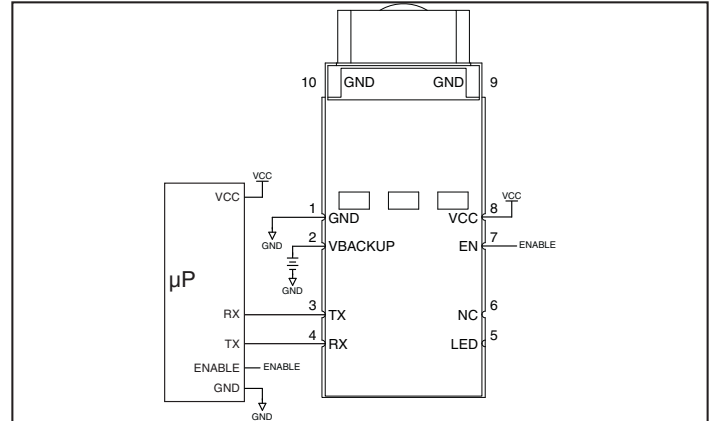 10 GND GND 9
VCC
VCC
1 GND
GND
2 VBACKUP
GND
VCC 8
VCC
EN 7 ENABLE
µP
RX 3 TX
TX 4 RX
NC 6
LED 5
ENABLE ENABLE
GND
GND